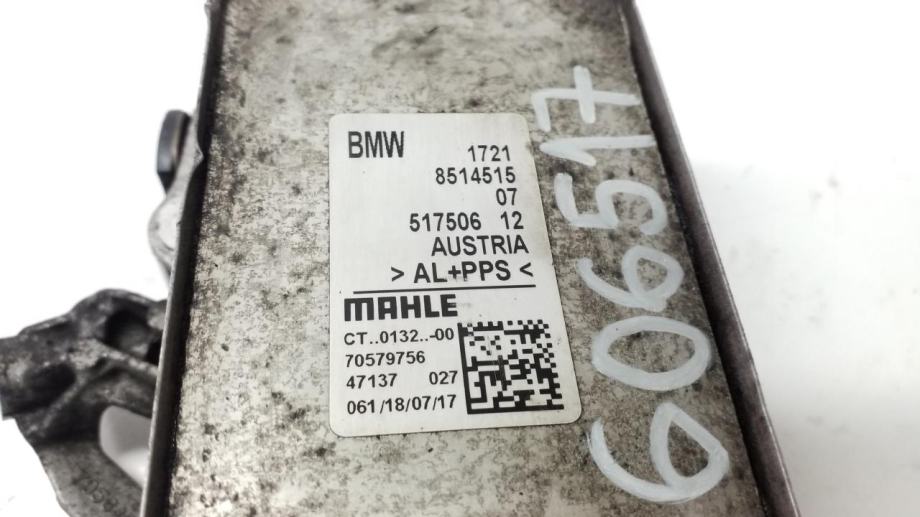 BMW 1721
8514515
07
517506 12
AUSTRIA
> AL+PPS <
MAHLE
CT..0132..-00
70579756
47137 027
061/18/07/17
606517